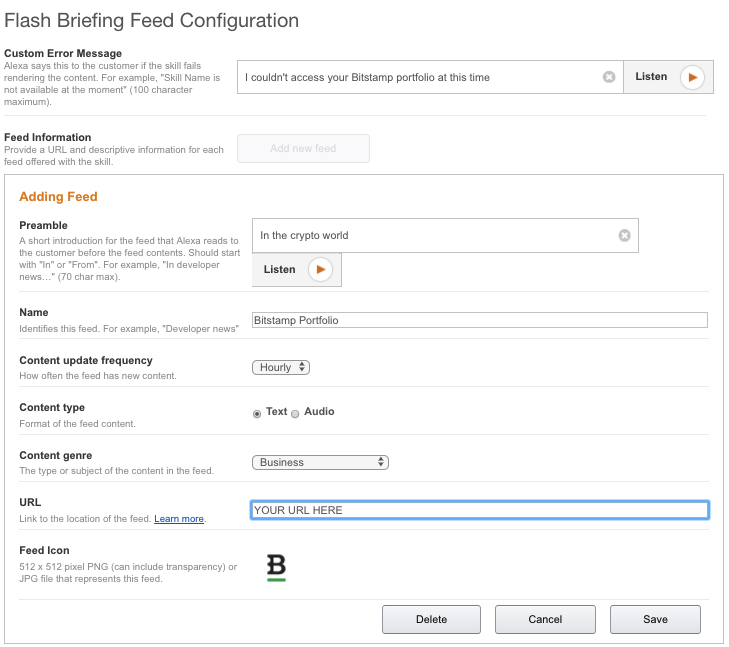 Flash Briefing Feed Configuration
Custom Error Message
Alexa says this to the customer if the skill fails
rendering the content. For example, "Skill Name is
not available at the moment" (100 character
maximum).
I couldn't access your Bitstamp portfolio at this time
Listen
Feed Information
Provide a URL and descriptive information for each
feed offered with the skill.
Add new feed
Adding Feed
Preamble
A short introduction for the feed that Alexa reads to
the customer before the feed contents. Should start
with "In" or "From". For example, "In developer
news..." (70 char max).
In the crypto world
Listen
Name
Identifies this feed. For example, "Developer news"
Bitstamp Portfolio
Content update frequency
How often the feed has new content.
Hourly
Content type
Format of the feed content.
Text Audio
Content genre
The type or subject of the content in the feed.
Business
URL
Link to the location of the feed. Learn more.
YOUR URL HERE
Feed Icon
512 x 512 pixel PNG (can include transparency) or
JPG file that represents this feed.
B
Delete Cancel Save